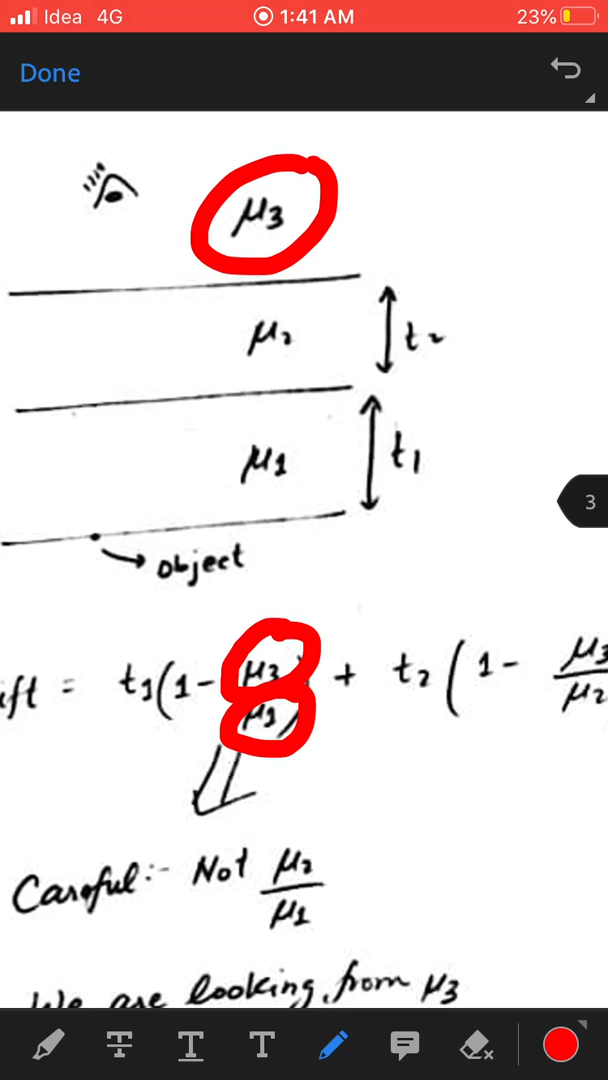 Idea 4G 1:41 AM 23%
Done
μ3
μ2 t2
μ1 t1
object
ift = t1(1- μ3/μ1) + t2(1- μ3/μ2
Careful:- Not μ2/μ1
We are looking from μ3
3
T T T